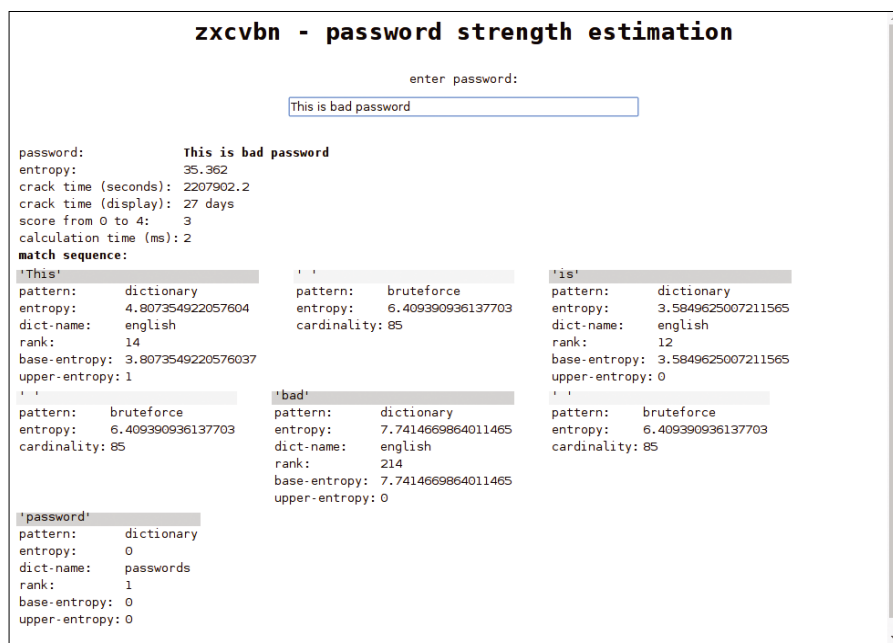 zxcvbn - password strength estimation
enter password:
This is bad password
password: This is bad password
entropy: 35.362
crack time (seconds): 2207902.2
crack time (display): 27 days
score from 0 to 4: 3
calculation time (ms): 2
match sequence:
'This' ' ' 'is'
pattern: dictionary pattern: bruteforce pattern: dictionary
entropy: 4.807354922057604 entropy: 6.409390936137703 entropy: 3.5849625007211565
dict-name: english cardinality: 85 dict-name: english
rank: 14 rank: 12
base-entropy: 3.8073549220576037 base-entropy: 3.5849625007211565
upper-entropy: 1 upper-entropy: 0
' ' 'bad' ' '
pattern: bruteforce pattern: dictionary pattern: bruteforce
entropy: 6.409390936137703 entropy: 7.7414669864011465 entropy: 6.409390936137703
cardinality: 85 dict-name: english cardinality: 85
rank: 214
base-entropy: 7.7414669864011465
upper-entropy: 0
'password'
pattern: dictionary
entropy: 0
dict-name: passwords
rank: 1
base-entropy: 0
upper-entropy: 0